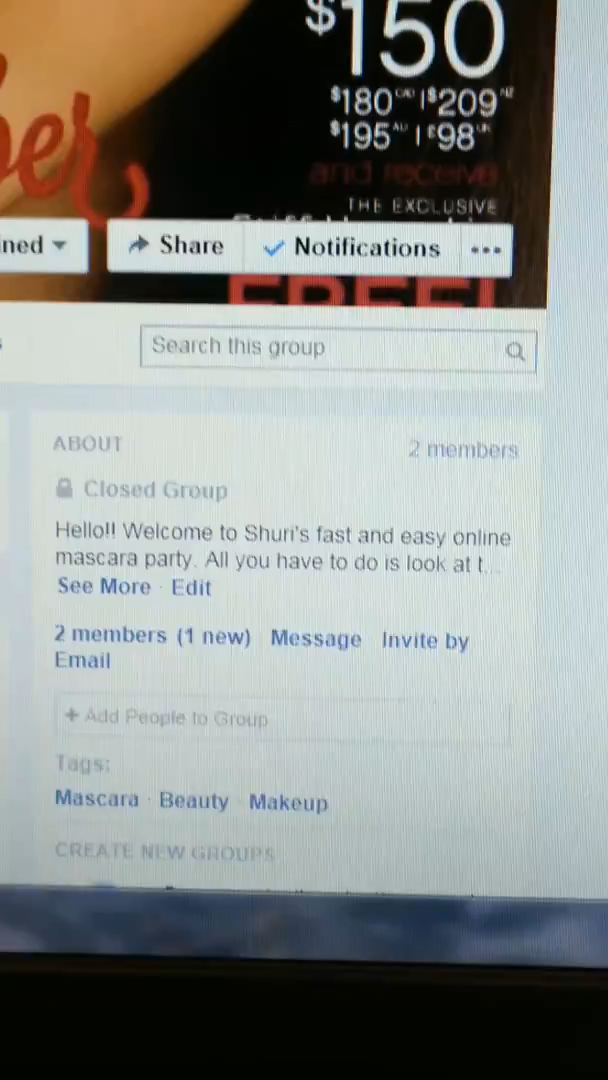 $150
$180 CAD | $209 NZ
$195 AU | £98 UK
and receive
THE EXCLUSIVE
Share
Notifications
FREE!
Search this group
ABOUT
2 members
Closed Group
Hello!! Welcome to Shuri's fast and easy online
mascara party. All you have to do is look at t...
See More · Edit
2 members (1 new) · Message · Invite by
Email
+ Add People to Group
Tags:
Mascara · Beauty · Makeup
CREATE NEW GROUPS